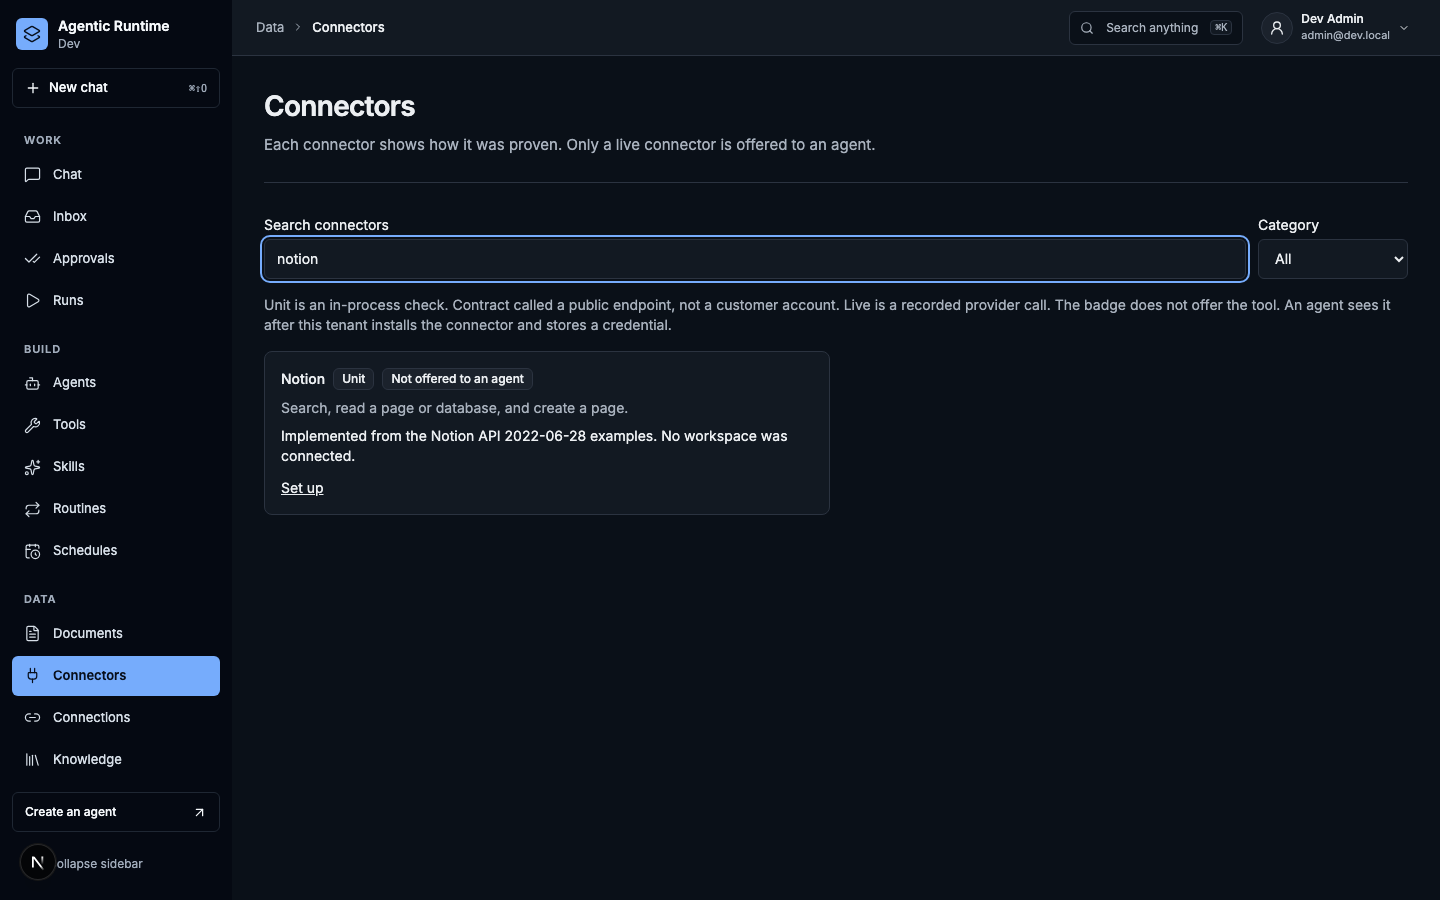 Agentic Runtime
Dev
New chat
⌘⇧O
WORK
Chat
Inbox
Approvals
Runs
BUILD
Agents
Tools
Skills
Routines
Schedules
DATA
Documents
Connectors
Connections
Knowledge
Create an agent
N
ollapse sidebar
Data
Connectors
Search anything
⌘K
Dev Admin
admin@dev.local
Connectors
Each connector shows how it was proven. Only a live connector is offered to an agent.
Search connectors
Category
notion
All
Unit is an in-process check. Contract called a public endpoint, not a customer account. Live is a recorded provider call. The badge does not offer the tool. An agent sees it
after this tenant installs the connector and stores a credential.
Notion Unit Not offered to an agent
Search, read a page or database, and create a page.
Implemented from the Notion API 2022-06-28 examples. No workspace was
connected.
Set up